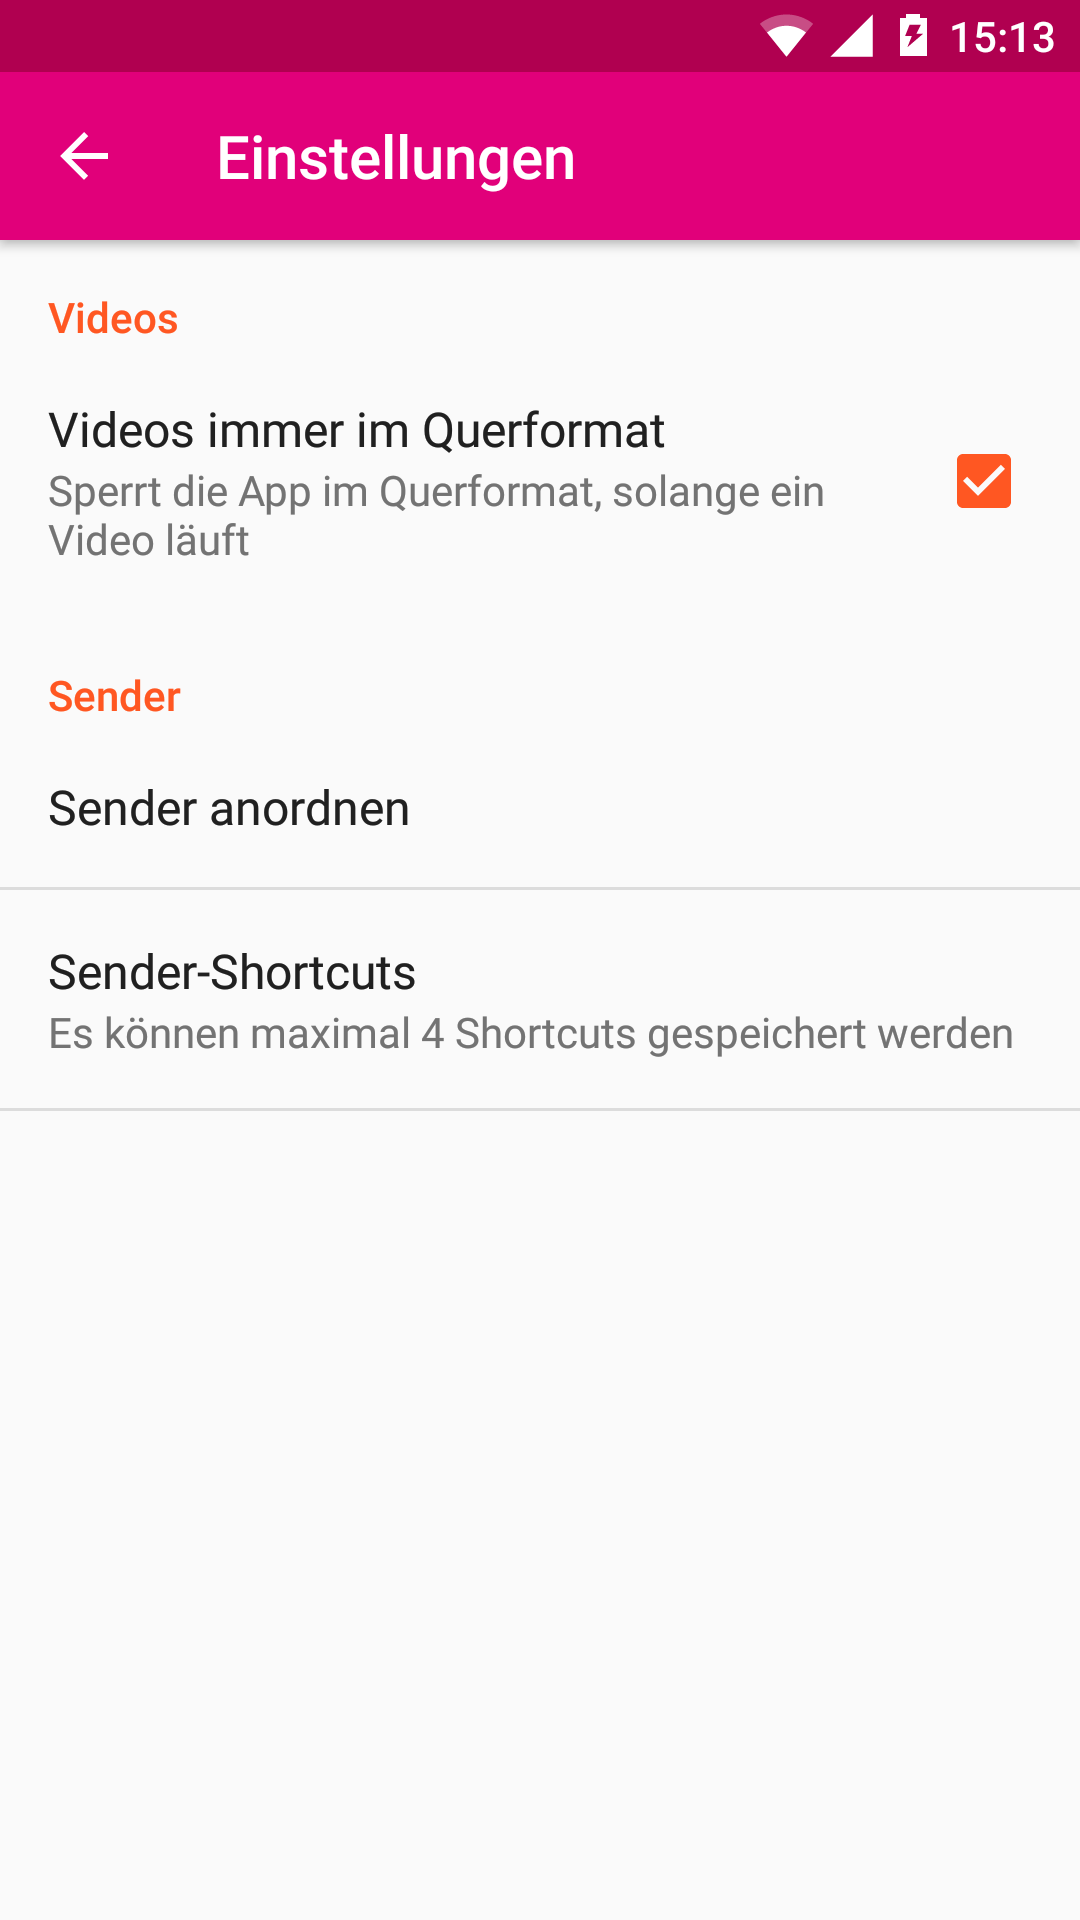 15:13
Einstellungen
Videos
Videos immer im Querformat
Sperrt die App im Querformat, solange ein
Video läuft
Sender
Sender anordnen
Sender-Shortcuts
Es können maximal 4 Shortcuts gespeichert werden